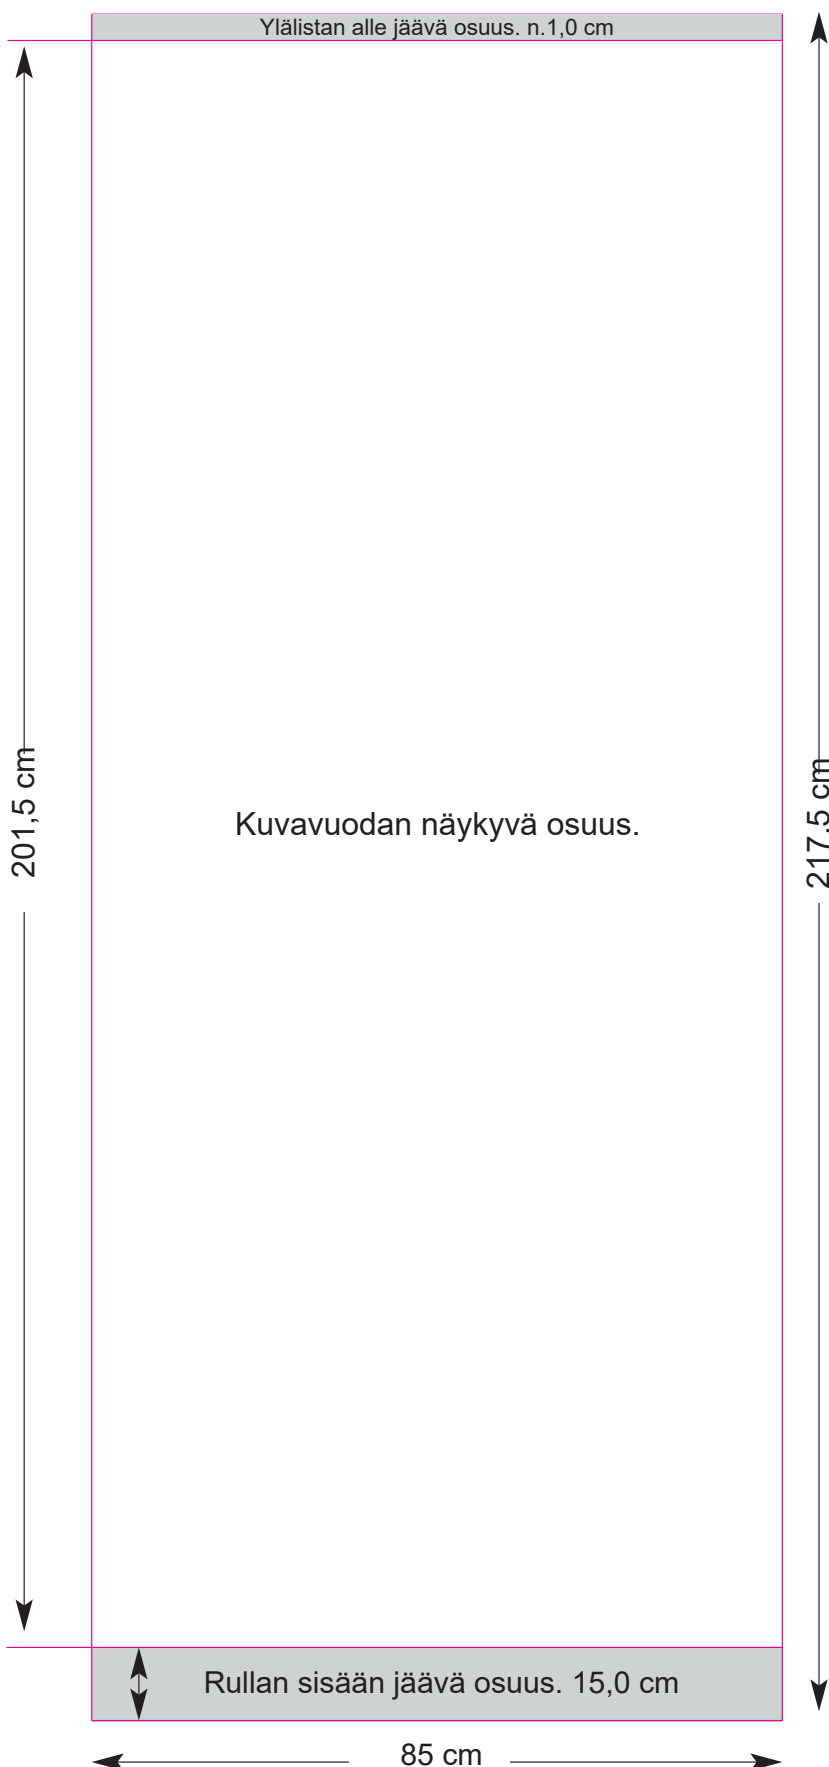 Ylälistan alle jäävä osuus. n.1,0 cm
201,5 cm
217,5 cm
Kuvavuodan näykyvä osuus.
Rullan sisään jäävä osuus. 15,0 cm
85 cm